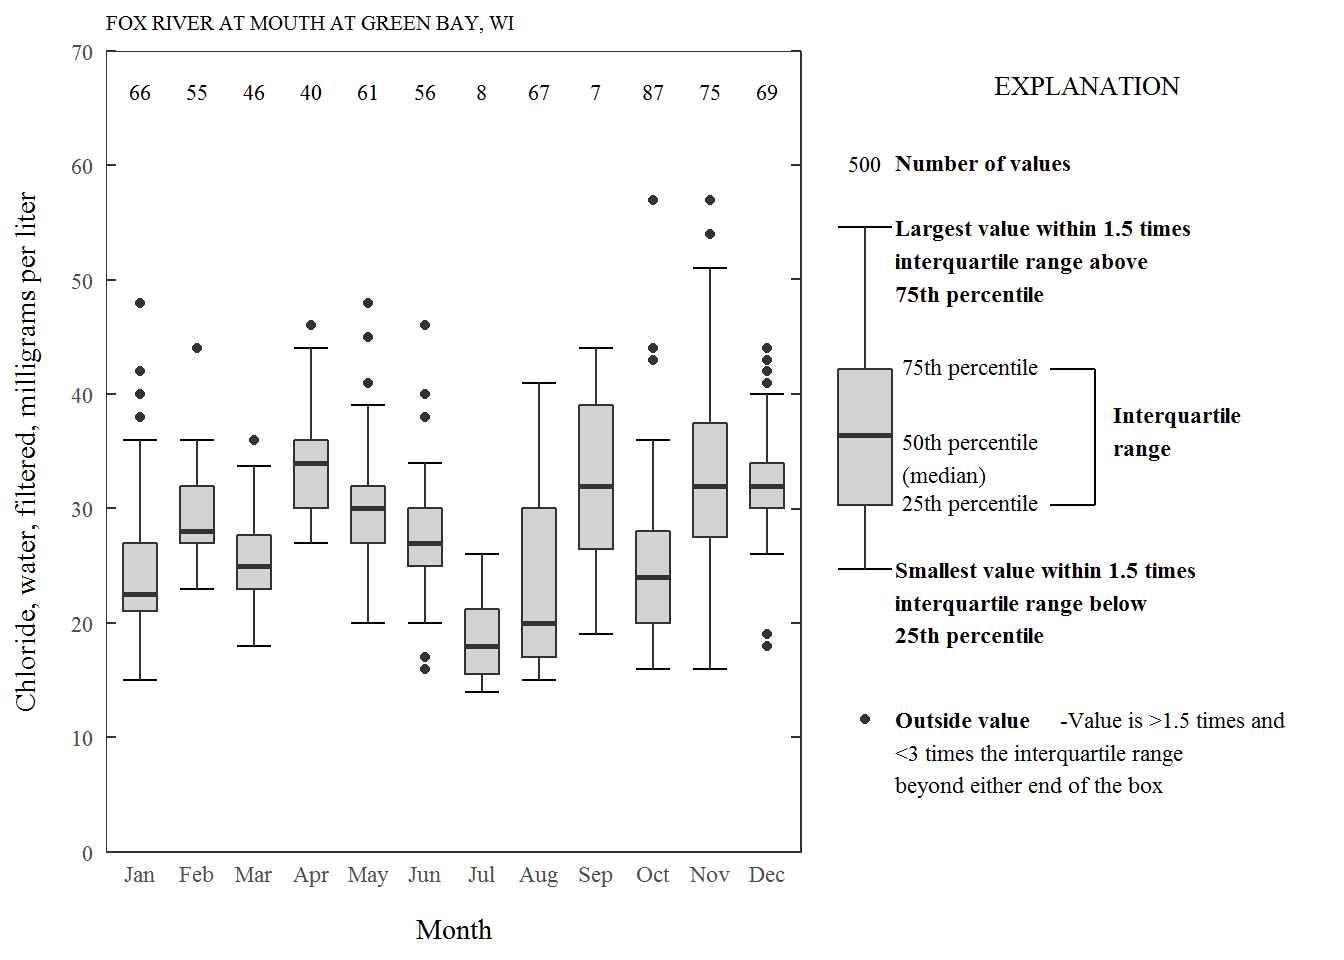 FOX RIVER AT MOUTH AT GREEN BAY, WI
70
60
50
40
30
20
10
0
66 55 46 40 61 56 8 67 7 87 75 69
Chloride, water, filtered, milligrams per liter
Jan Feb Mar Apr May Jun Jul Aug Sep Oct Nov Dec
Month
EXPLANATION
500 Number of values
Largest value within 1.5 times
interquartile range above
75th percentile
75th percentile
50th percentile
(median)
25th percentile
Interquartile
range
Smallest value within 1.5 times
interquartile range below
25th percentile
Outside value -Value is >1.5 times and
<3 times the interquartile range
beyond either end of the box